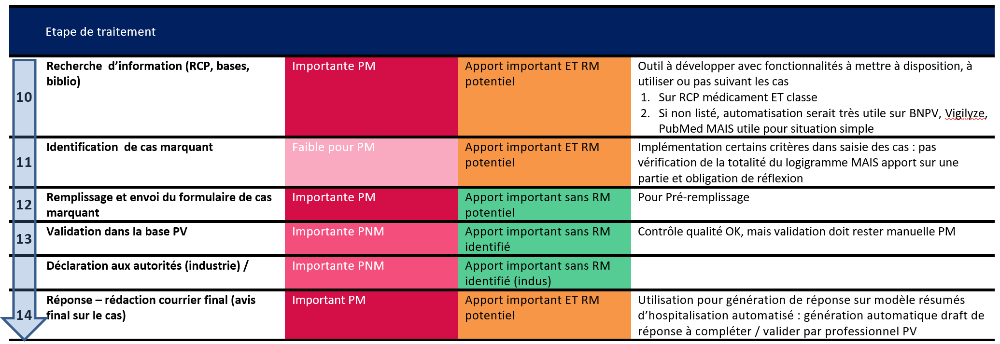 Etape de traitement
10
Recherche d’information (RCP, bases,
biblio)
Importante PM
Apport important ET RM
potentiel
Outil à développer avec fonctionnalités à mettre à disposition, à
utiliser ou pas suivant les cas
1. Sur RCP médicament ET classe
2. Si non listé, automatisation serait très utile sur BNPV, Vigilyze,
PubMed MAIS utile pour situation simple
11
Identification de cas marquant
Faible pour PM
Apport important ET RM
potentiel
Implémentation certains critères dans saisie des cas : pas
vérification de la totalité du logigramme MAIS apport sur une
partie et obligation de réflexion
12
Remplissage et envoi du formulaire de cas
marquant
Importante PM
Apport important sans RM
potentiel
Pour Pré-remplissage
13
Validation dans la base PV
Importante PNM
Apport important sans RM
identifié
Contrôle qualité OK, mais validation doit rester manuelle PM
Déclaration aux autorités (industrie) /
Importante PNM
Apport important sans RM
identifié (indus)
14
Réponse – rédaction courrier final (avis
final sur le cas)
Important PM
Apport important ET RM
potentiel
Utilisation pour génération de réponse sur modèle résumés
d’hospitalisation automatisé : génération automatique draft de
réponse à compléter / valider par professionnel PV